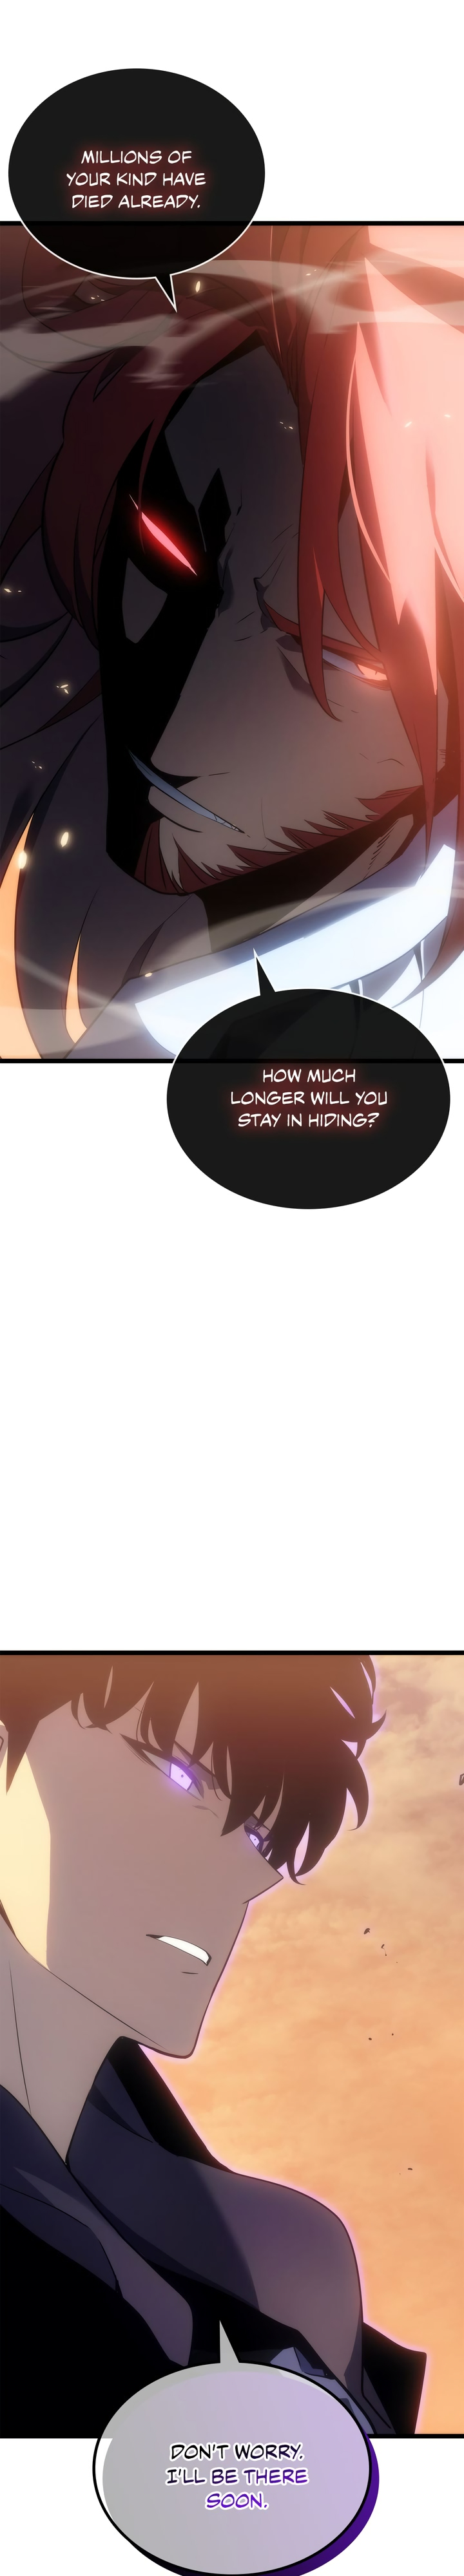 MILLIONS OF
YOUR KIND HAVE
DIED ALREADY.
HOW MUCH
LONGER WILL YOU
STAY IN HIDING?
DON'T WORRY.
I'LL BE THERE
SOON.